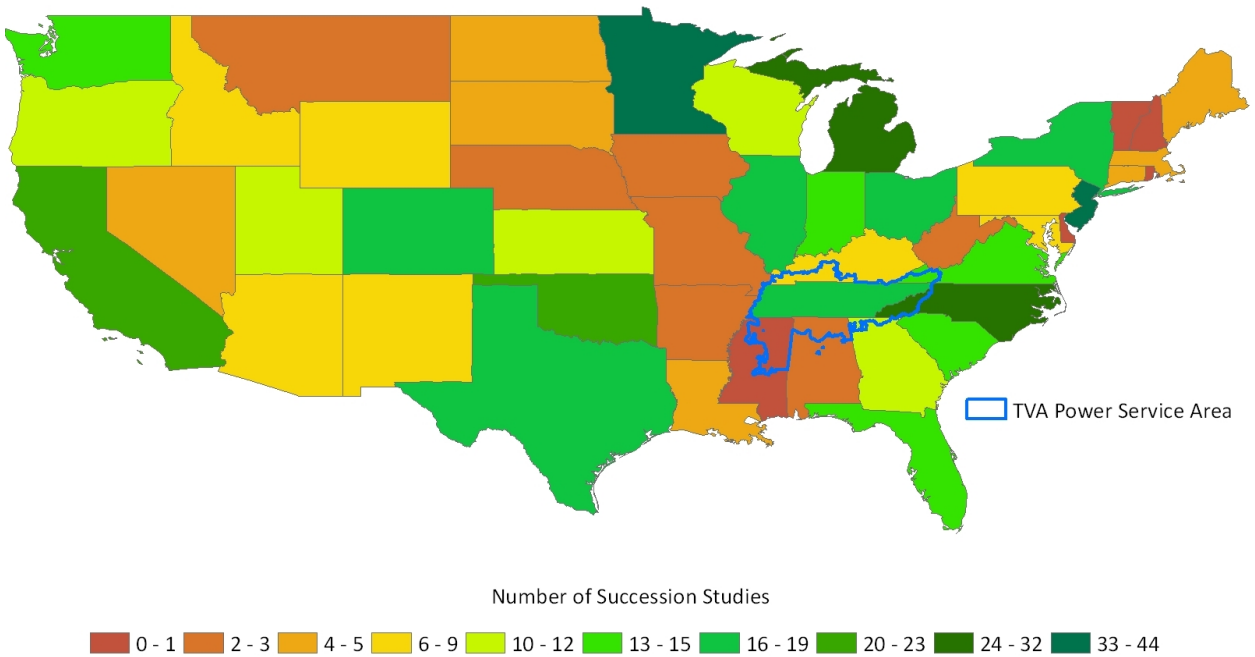 TVA Power Service Area
Number of Succession Studies
0 - 1 2 - 3 4 - 5 6 - 9 10 - 12 13 - 15 16 - 19 20 - 23 24 - 32 33 - 44